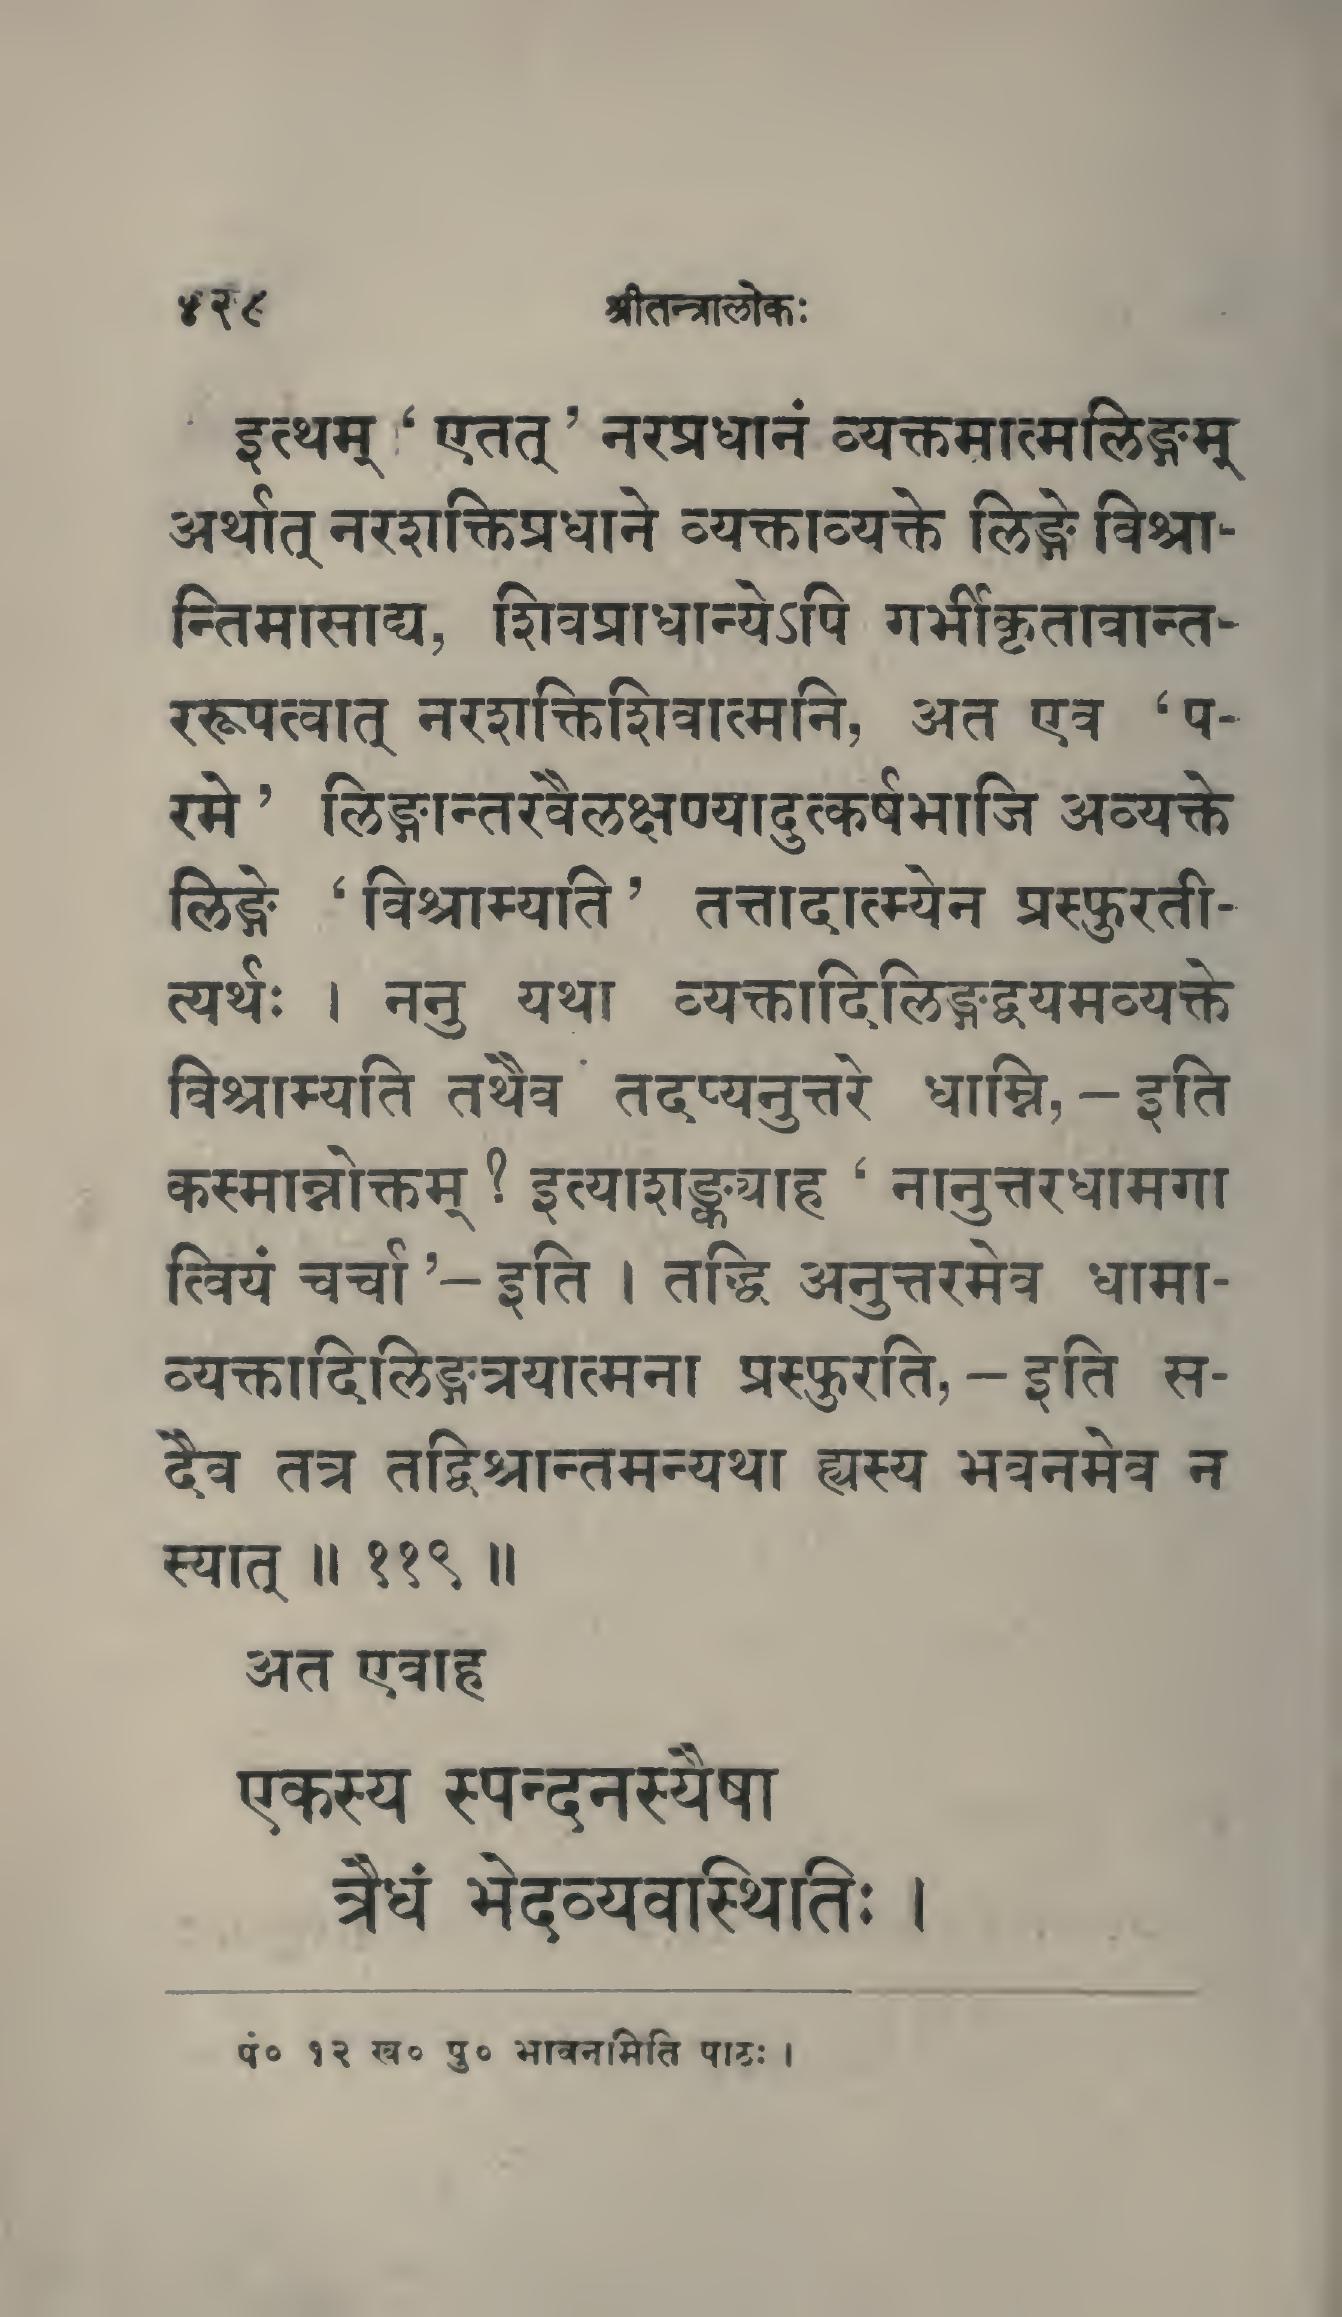 ४२८ श्रीतन्त्रालोकः
इत्थम् ‘ एतत् ’ नरप्रधानं व्यक्तमात्मलिङ्गम्
अर्थात् नरशक्तिप्रधाने व्यक्ताव्यक्ते लिङ्गे विश्रा-
न्तिमासाद्य, शिवप्राधान्येऽपि गर्भीकृतावान्त-
ररूपत्वात् नरशक्तिशिवात्मनि, अत एव ‘ प-
रमे ’ लिङ्गान्तरवैलक्षण्यादुत्कर्षभाजि अव्यक्ते
लिङ्गे ‘ विश्राम्यति ’ तत्तादात्म्येन प्रस्फुरती-
त्यर्थः । ननु यथा व्यक्तादिलिङ्गद्वयमव्यक्ते
विश्राम्यति तथैव तदप्यनुत्तरे धाम्नि, – इति
कस्मान्नोक्तम् ? इत्याशङ्क्याह ‘ नानुत्तरधामगा
त्वियं चर्चा ’– इति । तद्धि अनुत्तरमेव धामा-
व्यक्तादिलिङ्गत्रयात्मना प्रस्फुरति, – इति स-
दैव तत्र तद्विश्रान्तमन्यथा ह्यस्य भवनमेव न
स्यात् ॥ ११९ ॥
अत एवाह
एकस्य स्पन्दनस्यैषा
त्रैधं भेदव्यवास्थितिः ।
पं० १२ ख० पु० भावनमिति पाठः ।